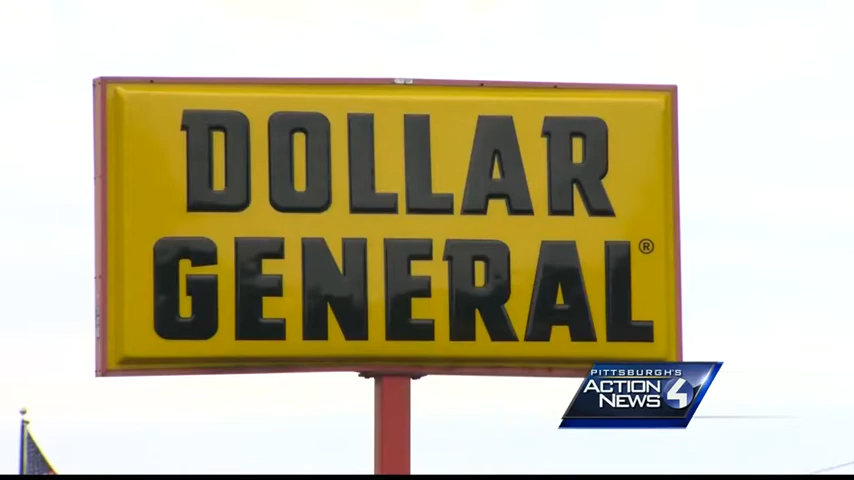 DOLLAR
GENERAL®
PITTSBURGH'S
ACTION
NEWS 4